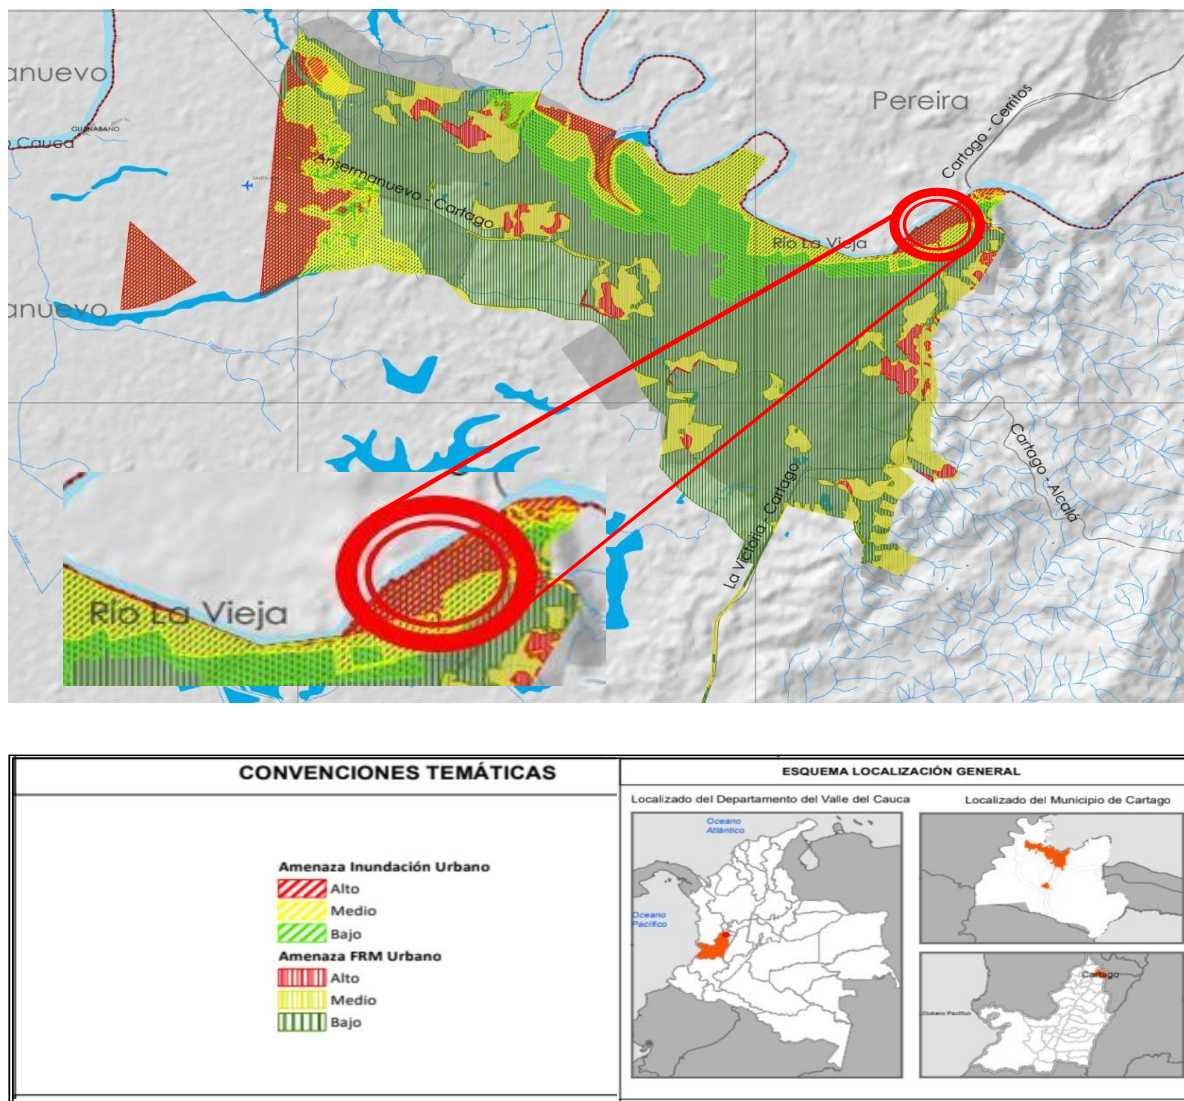 anuevo
Pereira
Cartago - Cerritos
GUANABANO
o Cauca
Ansermanuevo - Cartago
Río La Vieja
anuevo
Cartago - Alcalá
La Victoria - Cartago
Río La Vieja
CONVENCIONES TEMÁTICAS
Amenaza Inundación Urbano
Alto
Medio
Bajo
Amenaza FRM Urbano
Alto
Medio
Bajo
ESQUEMA LOCALIZACIÓN GENERAL
Localizado del Departamento del Valle del Cauca
Oceano
Atlántico
Oceano
Pacífico
Localizado del Municipio de Cartago
Cartago
Océano Pacífico